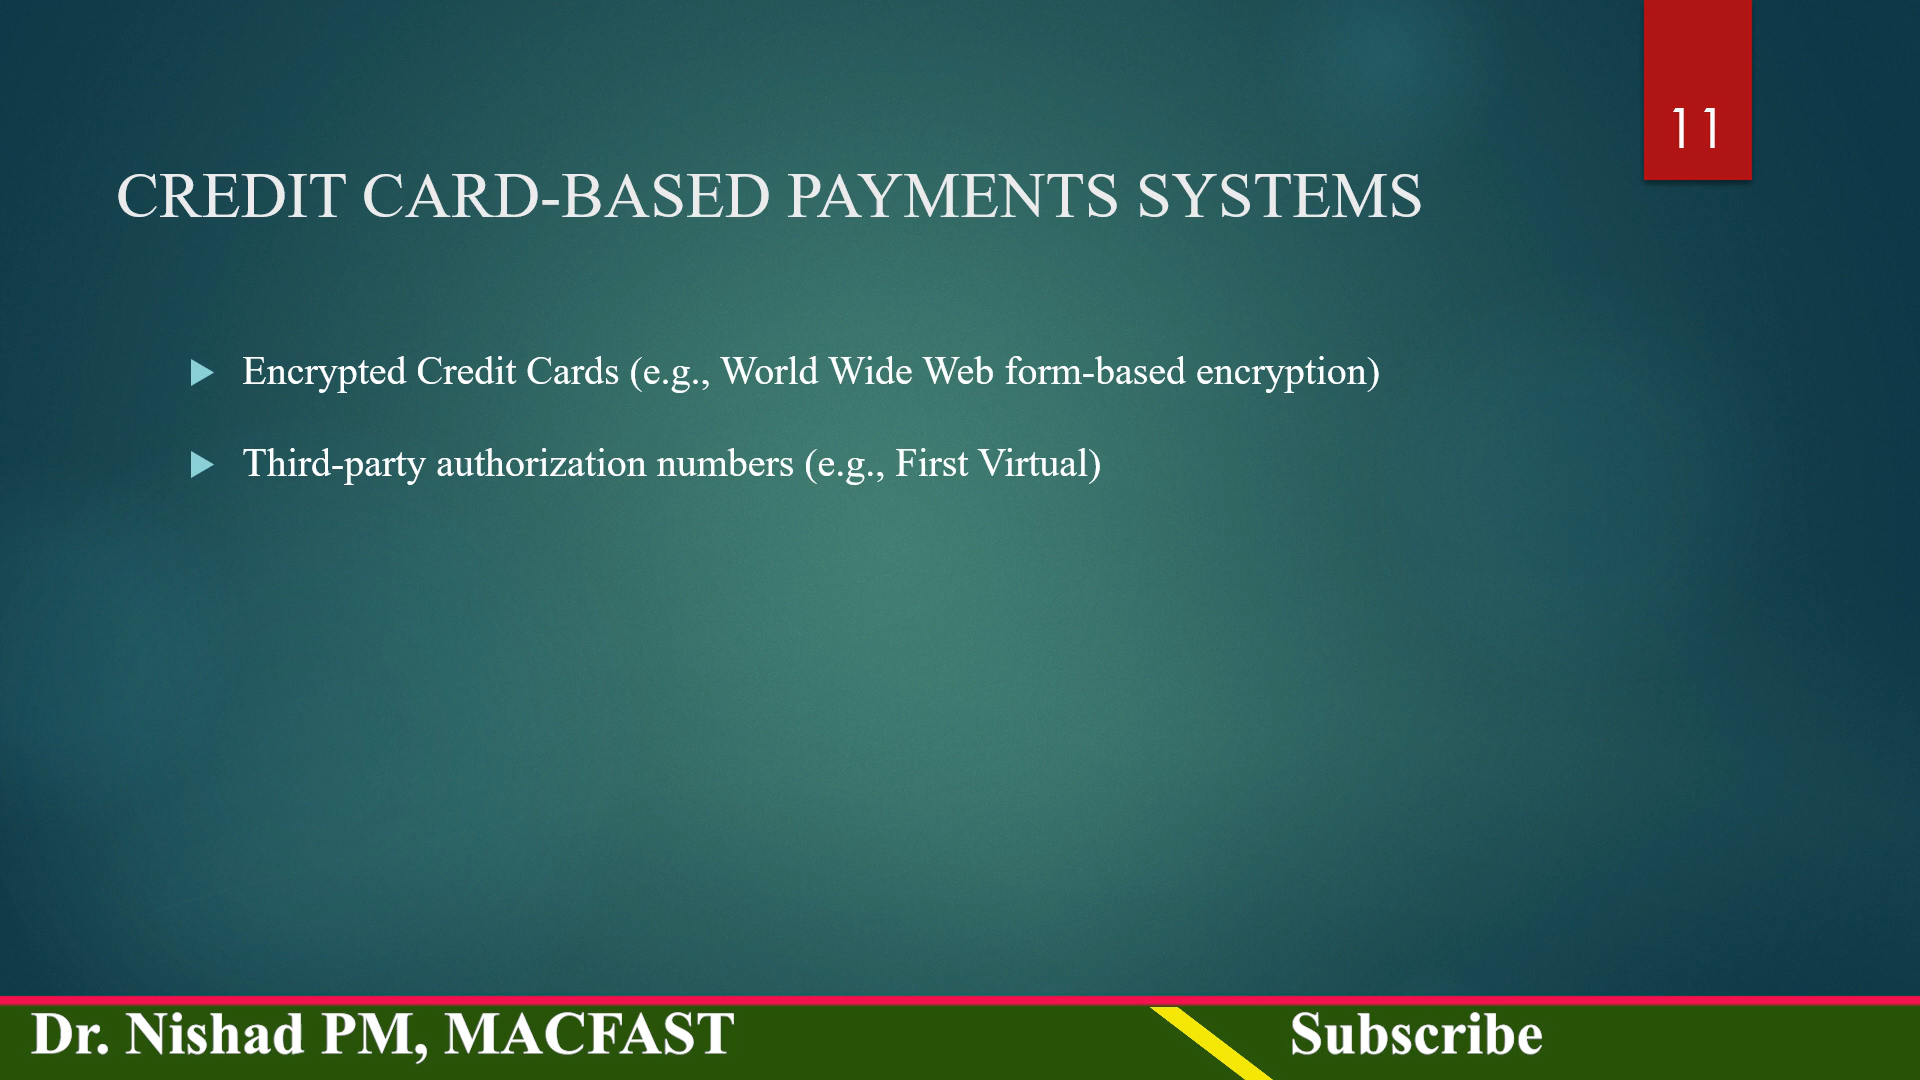 11
CREDIT CARD-BASED PAYMENTS SYSTEMS
Encrypted Credit Cards (e.g., World Wide Web form-based encryption)
Third-party authorization numbers (e.g., First Virtual)
Dr. Nishad PM, MACFAST
Subscribe